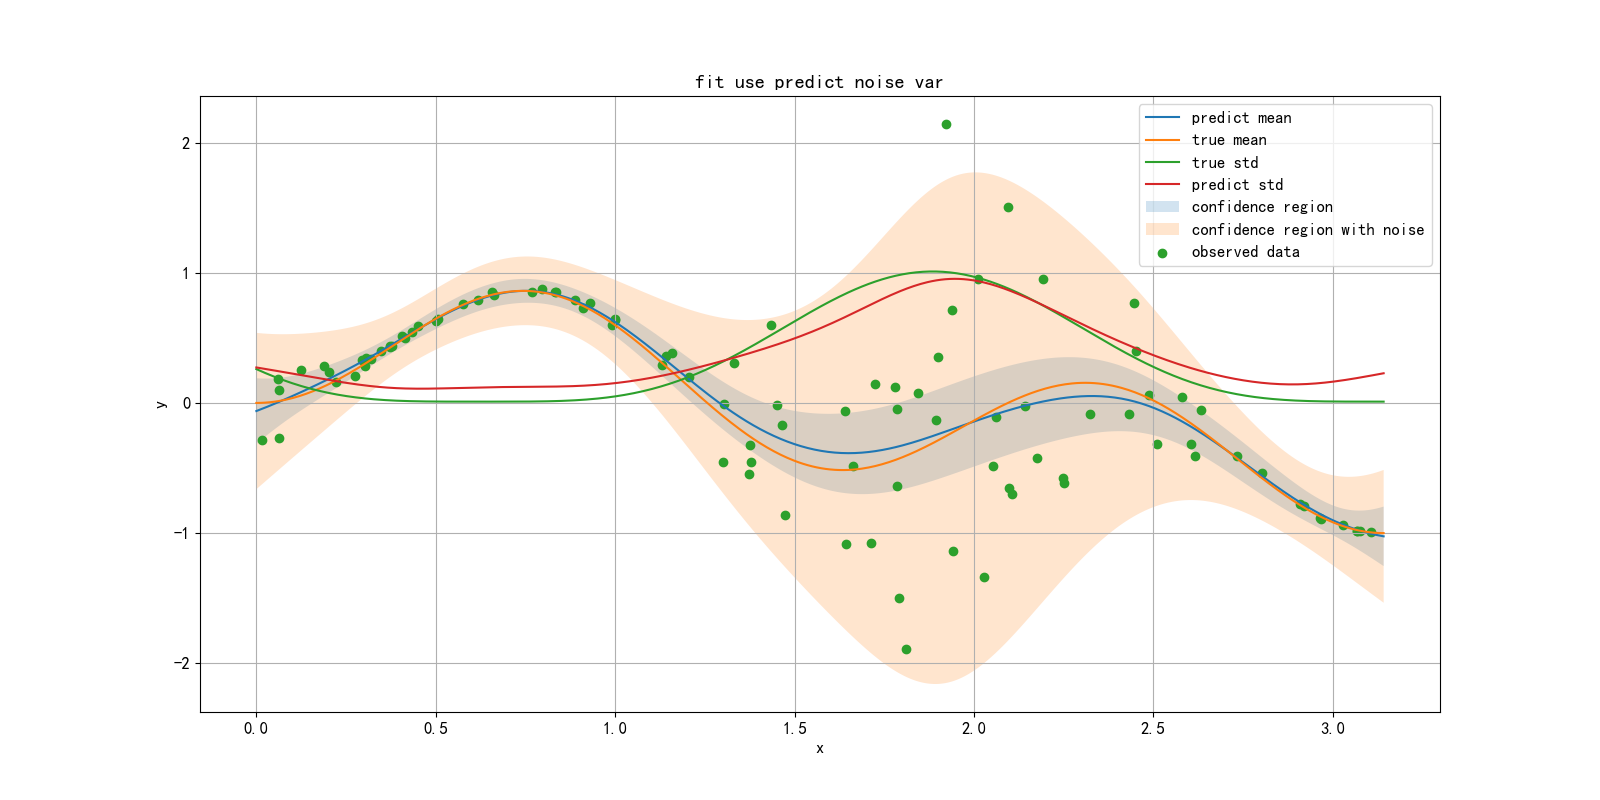 fit use predict noise var
predict mean
true mean
true std
predict std
confidence region
confidence region with noise
observed data
2
1
0
−1
−2
y
0.0 0.5 1.0 1.5 2.0 2.5 3.0
x